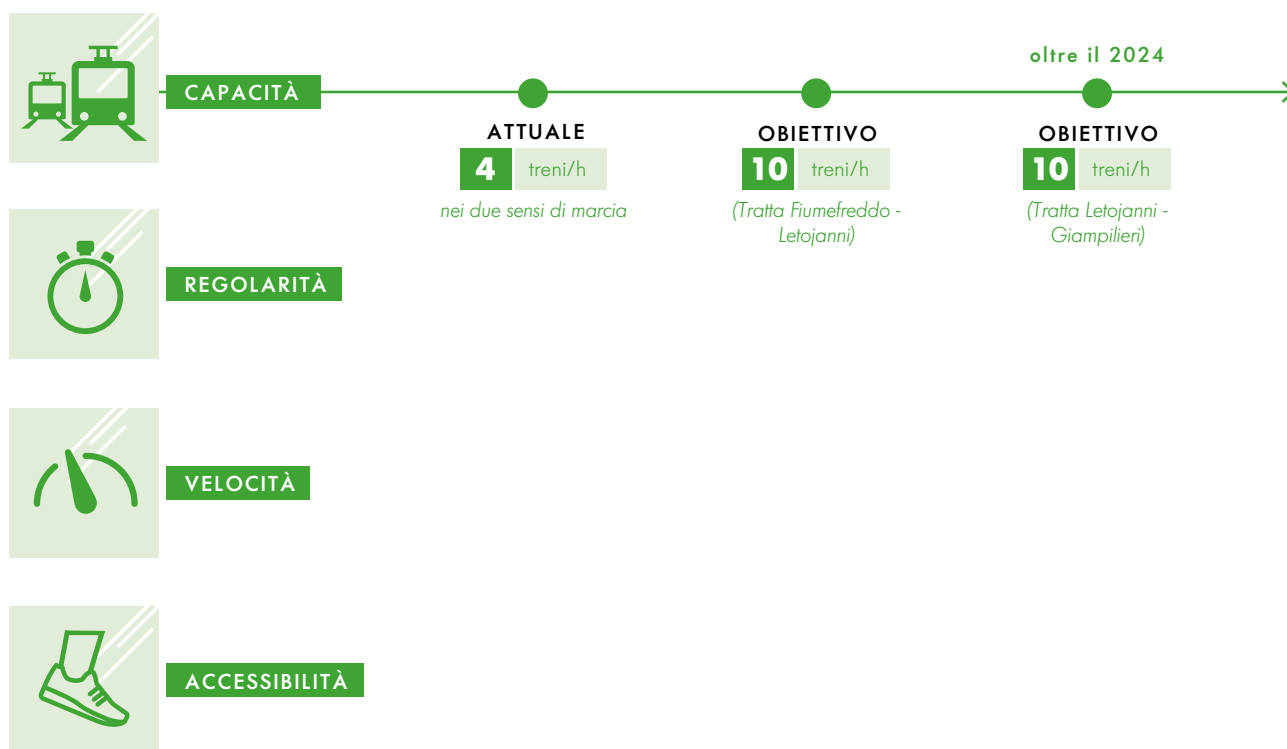 oltre il 2024
CAPACITÀ
ATTUALE
4 treni/h
nei due sensi di marcia
OBIETTIVO
10 treni/h
(Tratta Fiumefreddo -
Letojanni)
OBIETTIVO
10 treni/h
(Tratta Letojanni -
Giampilieri)
REGOLARITÀ
VELOCITÀ
ACCESSIBILITÀ